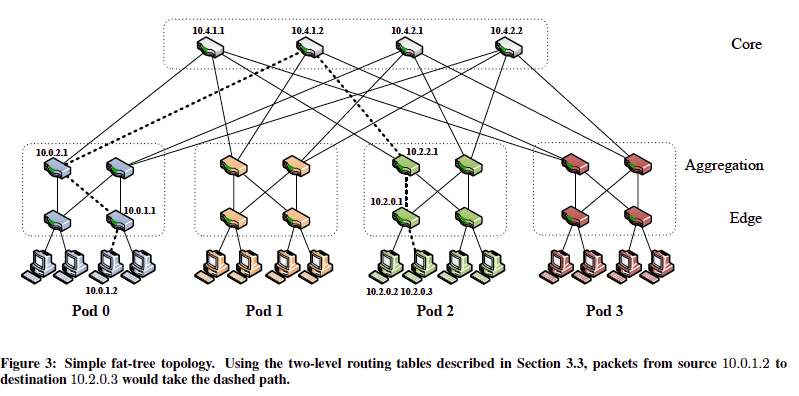 10.4.1.1 10.4.1.2 10.4.2.1 10.4.2.2
Core
10.0.2.1
10.2.2.1
Aggregation
10.2.0.1
10.0.1.1
Edge
10.0.1.2
10.2.0.2 10.2.0.3
Pod 0 Pod 1 Pod 2 Pod 3
Figure 3: Simple fat-tree topology. Using the two-level routing tables described in Section 3.3, packets from source 10.0.1.2 to
destination 10.2.0.3 would take the dashed path.